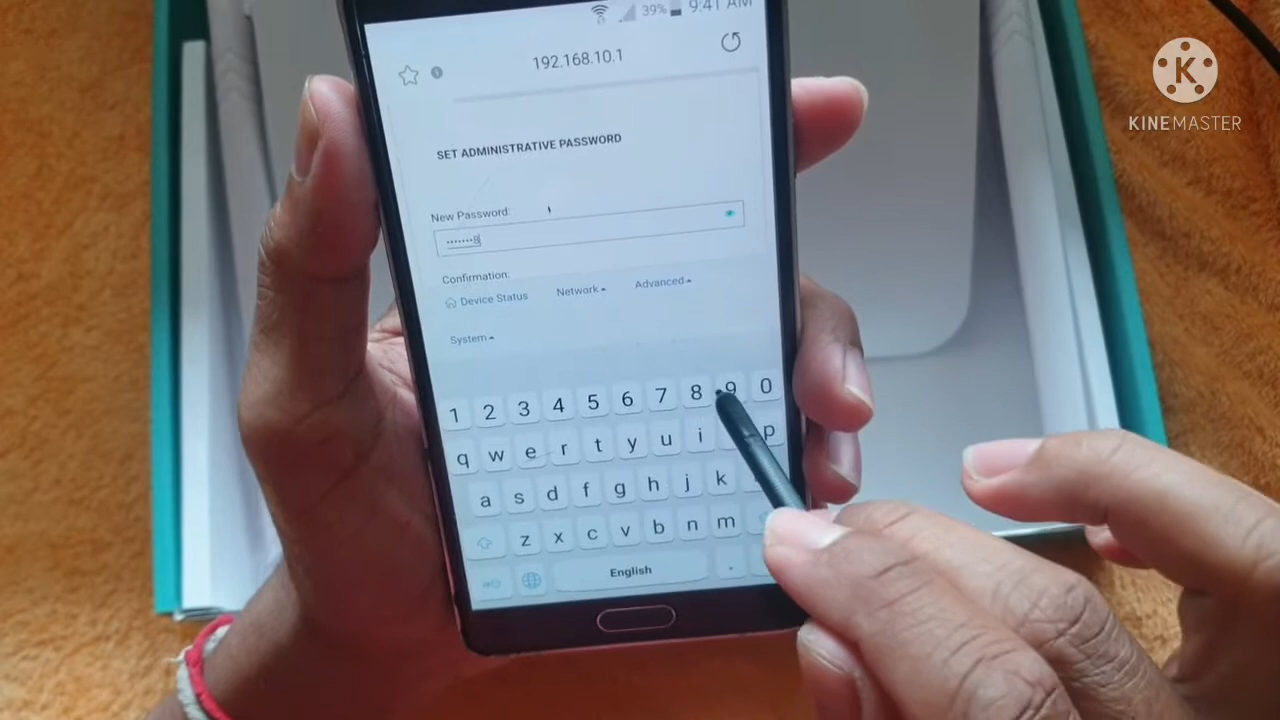 39% 9:41 AM
192.168.10.1
K
KINEMASTER
SET ADMINISTRATIVE PASSWORD
New Password:
•••••••8
Confirmation:
Device Status Network Advanced
System
1 2 3 4 5 6 7 8 9 0
q w e r t y u i p
a s d f g h j k
z x c v b n m
English .